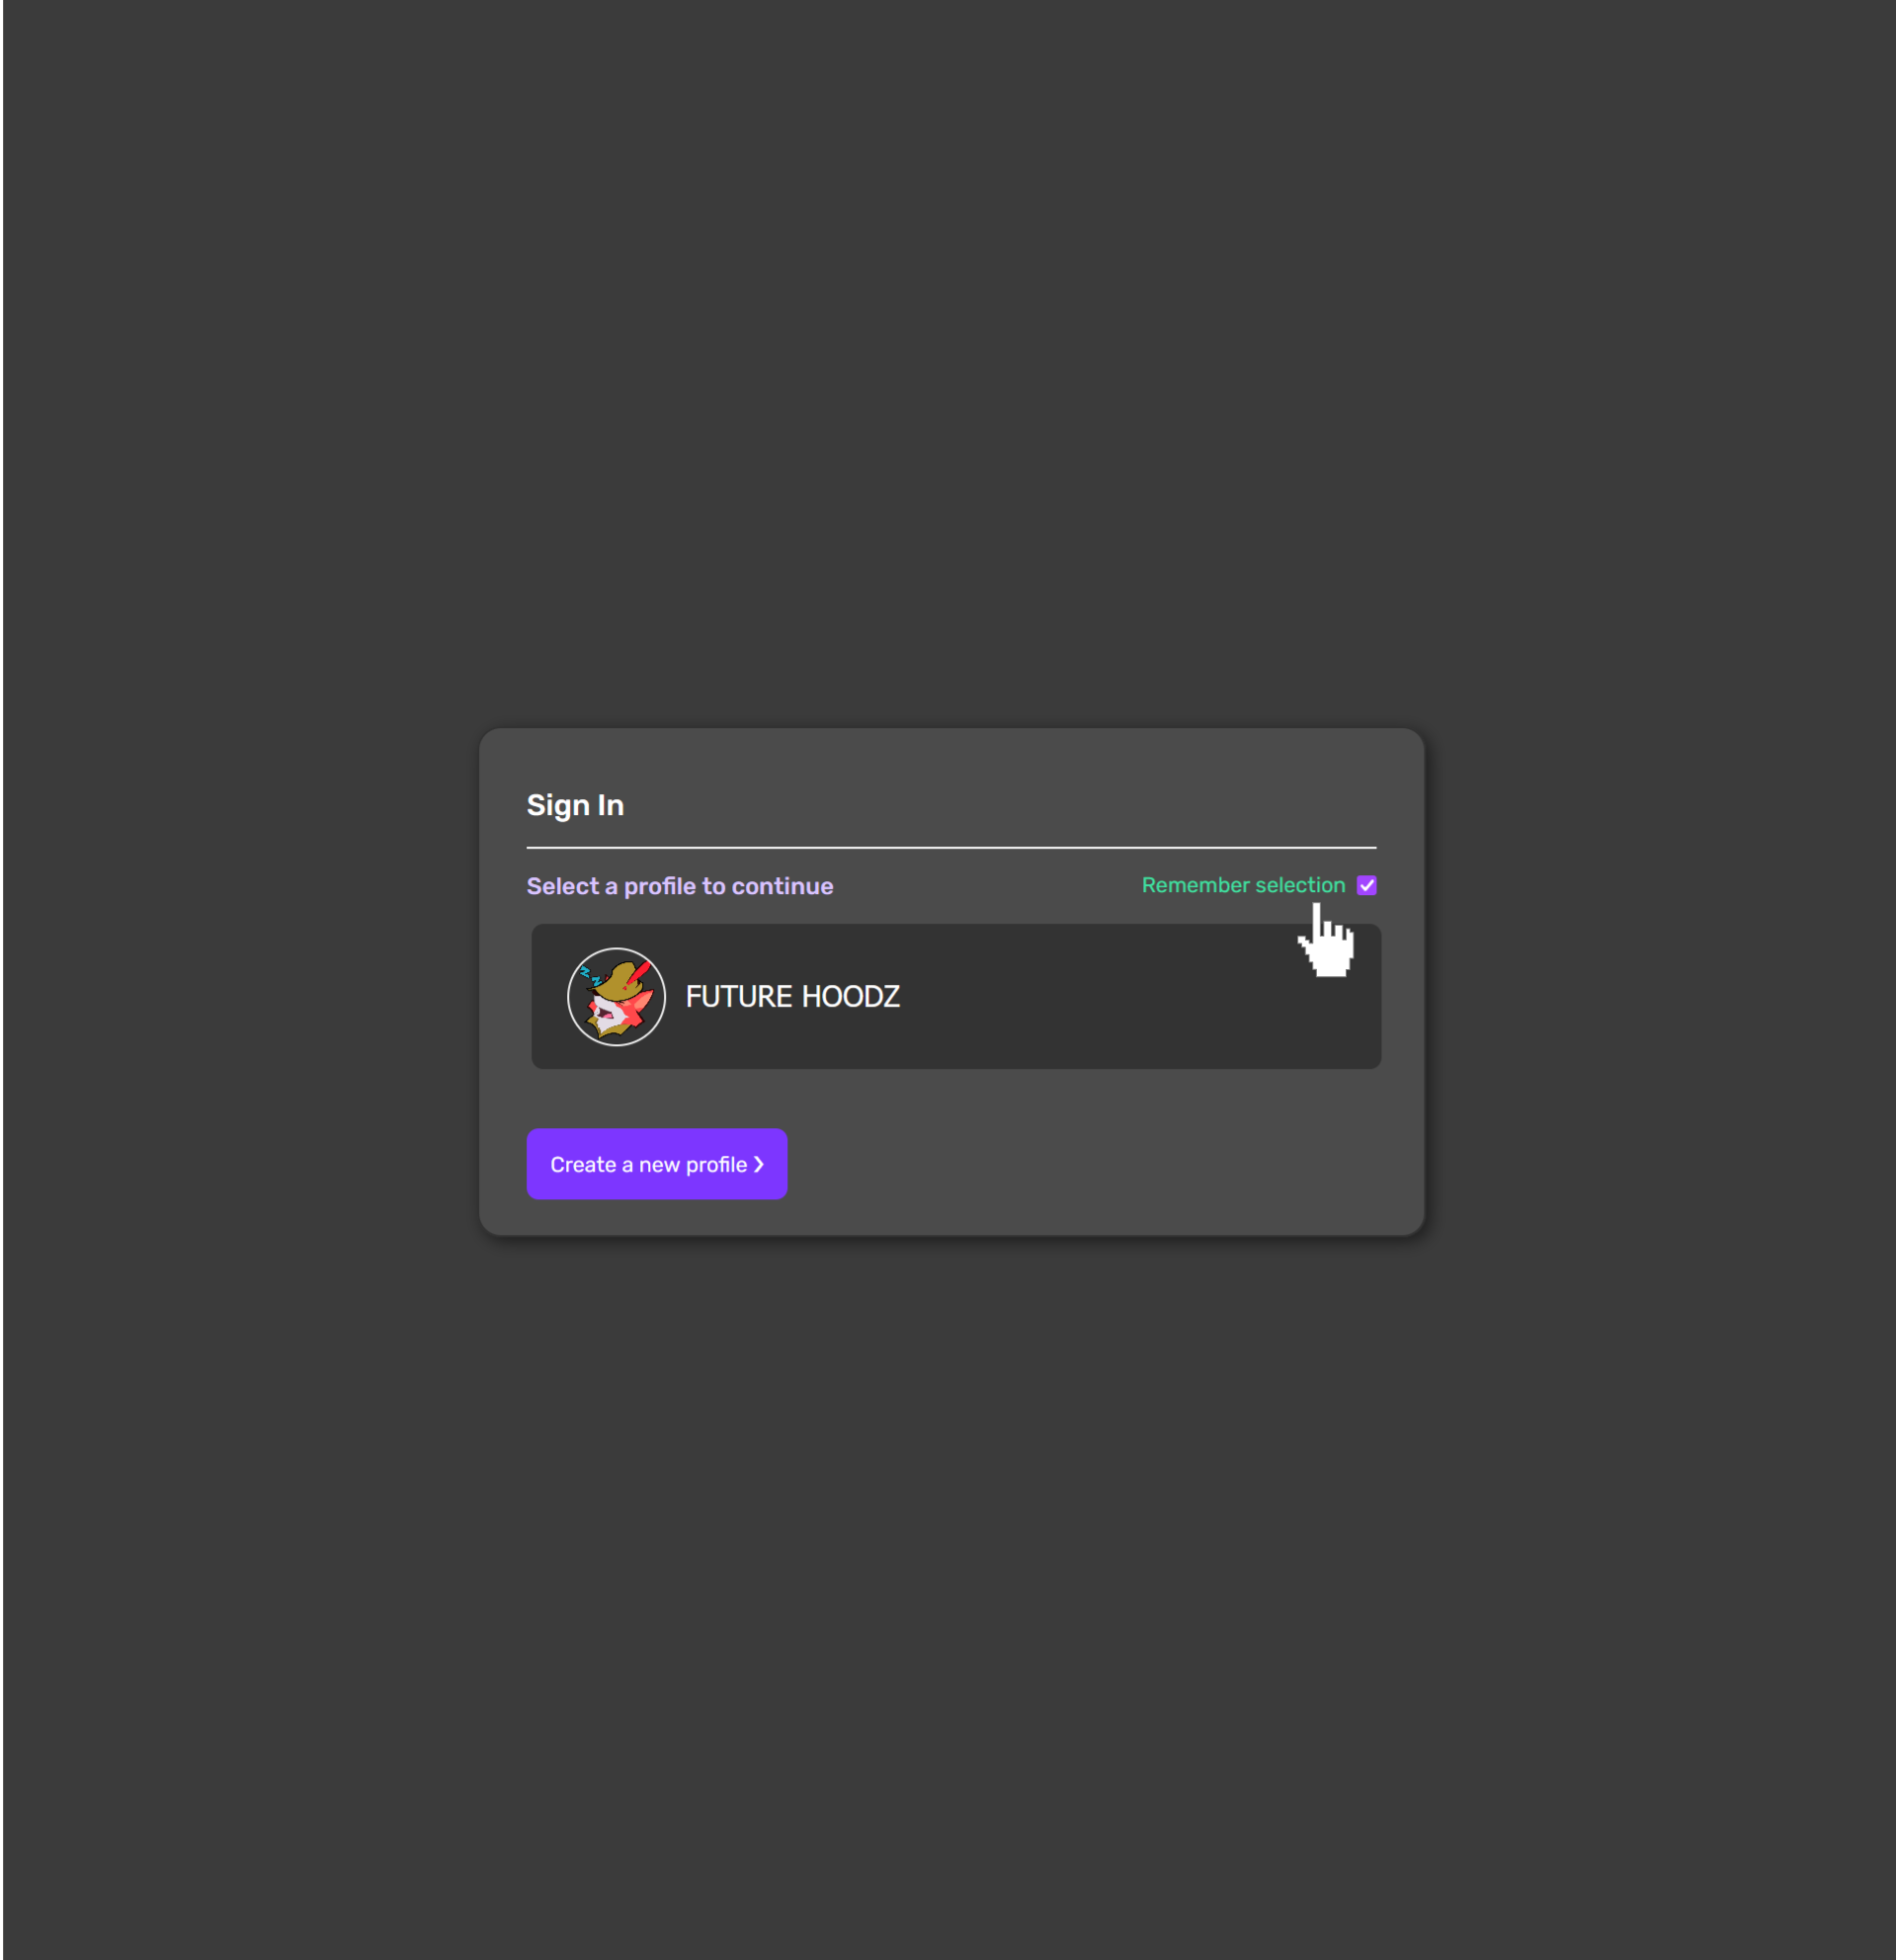 Sign In
Select a profile to continue
Remember selection
z z
FUTURE HOODZ
Create a new profile ❯